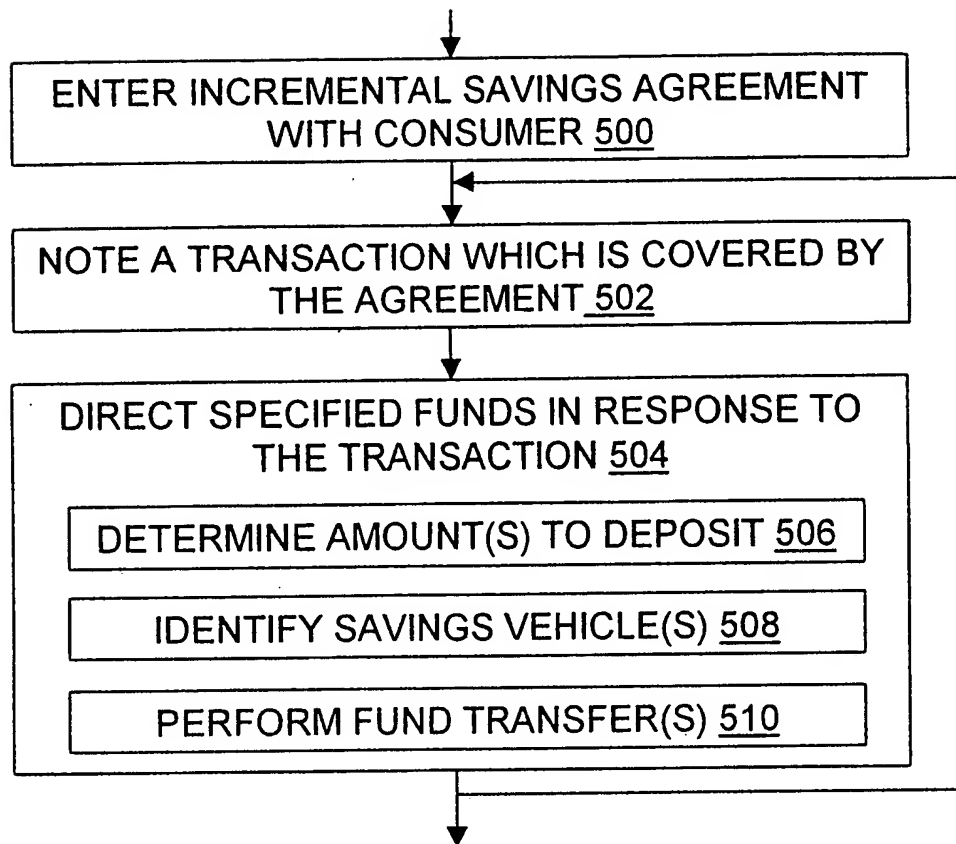 ENTER INCREMENTAL SAVINGS AGREEMENT
WITH CONSUMER 500
NOTE A TRANSACTION WHICH IS COVERED BY
THE AGREEMENT 502
DIRECT SPECIFIED FUNDS IN RESPONSE TO
THE TRANSACTION 504
DETERMINE AMOUNT(S) TO DEPOSIT 506
IDENTIFY SAVINGS VEHICLE(S) 508
PERFORM FUND TRANSFER(S) 510